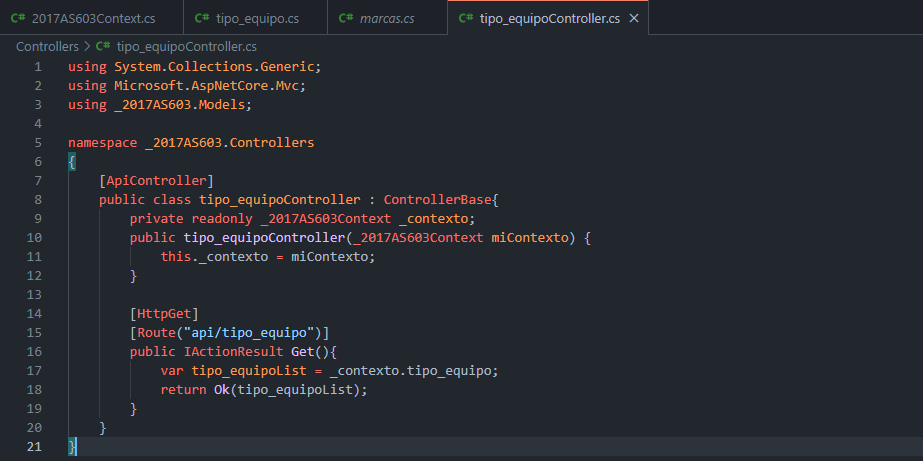 C# 2017AS603Context.cs C# tipo_equipo.cs C# marcas.cs C# tipo_equipoController.cs ×
Controllers > C# tipo_equipoController.cs
1 using System.Collections.Generic;
2 using Microsoft.AspNetCore.Mvc;
3 using _2017AS603.Models;
4
5 namespace _2017AS603.Controllers
6 {
7     [ApiController]
8     public class tipo_equipoController : ControllerBase{
9         private readonly _2017AS603Context _contexto;
10         public tipo_equipoController(_2017AS603Context miContexto) {
11             this._contexto = miContexto;
12         }
13
14         [HttpGet]
15         [Route("api/tipo_equipo")]
16         public IActionResult Get(){
17             var tipo_equipoList = _contexto.tipo_equipo;
18             return Ok(tipo_equipoList);
19         }
20     }
21 }